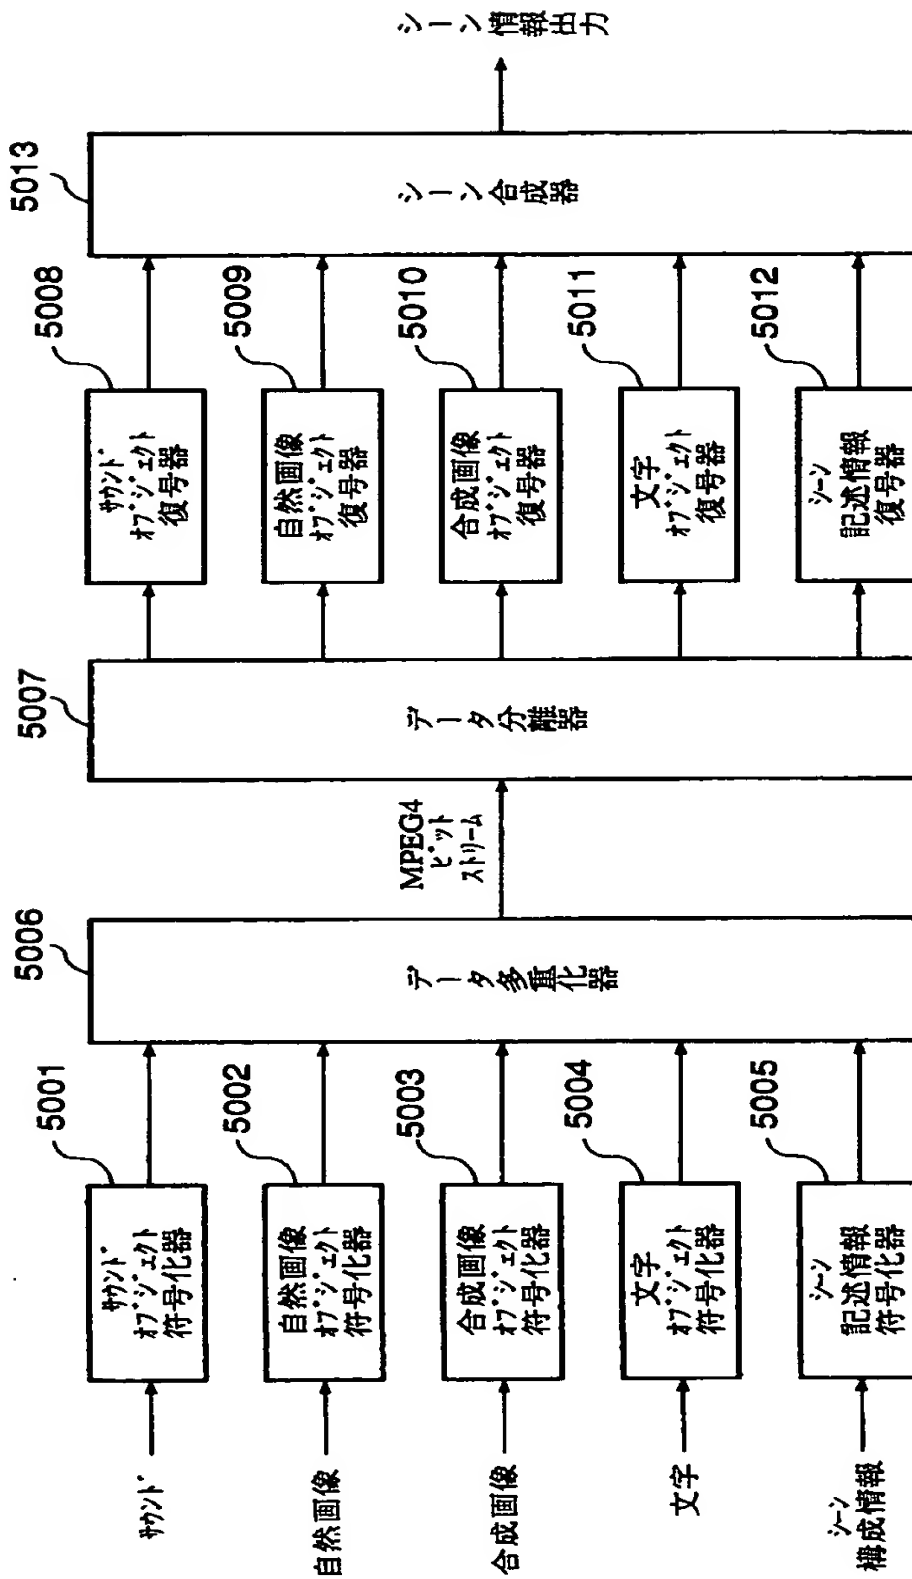 サウンド
自然画像
合成画像
文字
シーン
構成情報
5001
サウンド
オブジェクト
符号化器
5002
自然画像
オブジェクト
符号化器
5003
合成画像
オブジェクト
符号化器
5004
文字
オブジェクト
符号化器
5005
シーン
記述情報
符号化器
5006
データ多重化器
MPEG4
ビット
ストリーム
5007
データ分離器
5008
サウンド
オブジェクト
復号器
5009
自然画像
オブジェクト
復号器
5010
合成画像
オブジェクト
復号器
5011
文字
オブジェクト
復号器
5012
シーン
記述情報
復号器
5013
シーン合成器
シーン情報出力